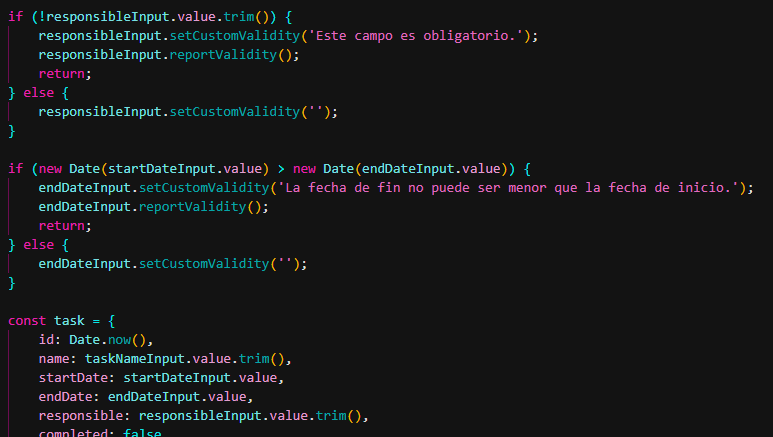 if (!responsibleInput.value.trim()) {
    responsibleInput.setCustomValidity('Este campo es obligatorio.');
    responsibleInput.reportValidity();
    return;
} else {
    responsibleInput.setCustomValidity('');
}

if (new Date(startDateInput.value) > new Date(endDateInput.value)) {
    endDateInput.setCustomValidity('La fecha de fin no puede ser menor que la fecha de inicio.');
    endDateInput.reportValidity();
    return;
} else {
    endDateInput.setCustomValidity('');
}

const task = {
    id: Date.now(),
    name: taskNameInput.value.trim(),
    startDate: startDateInput.value,
    endDate: endDateInput.value,
    responsible: responsibleInput.value.trim(),
    completed: false